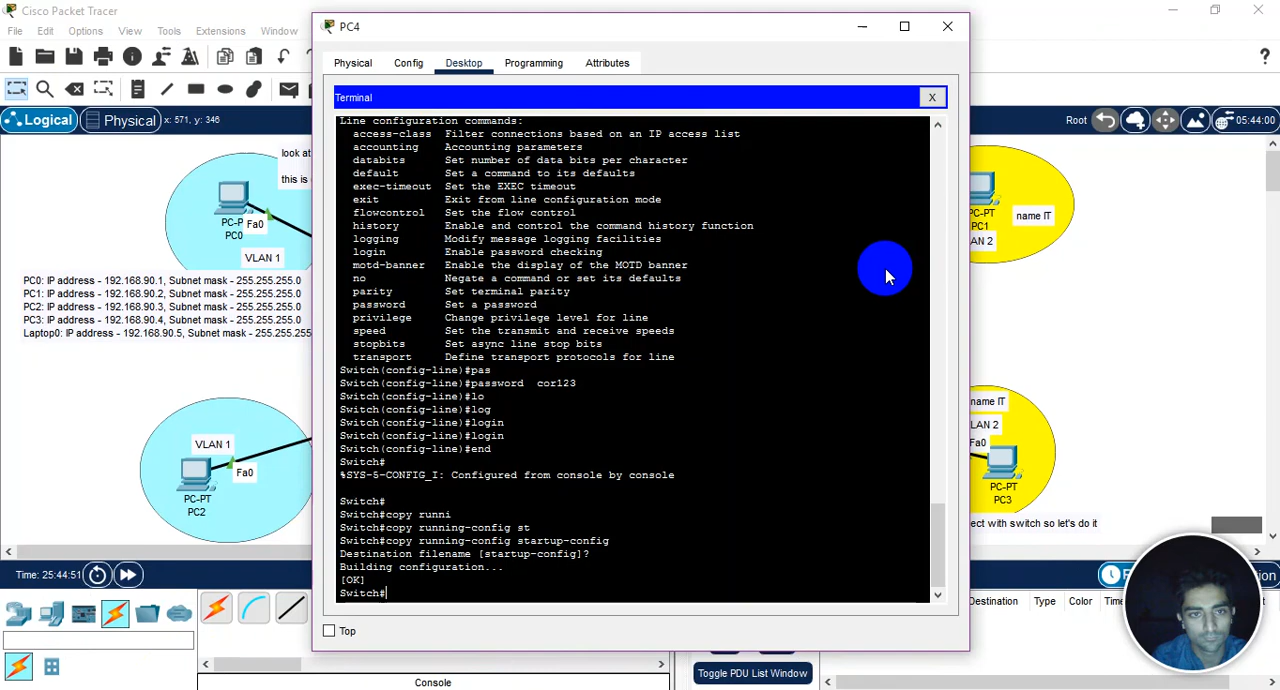 Cisco Packet Tracer
File Edit Options View Tools Extensions Window
Logical Physical x: 571, y: 346
Root 05:44:00
PC4
Physical Config Desktop Programming Attributes
Terminal
X
Line configuration commands:
access-class Filter connections based on an IP access list
accounting Accounting parameters
databits Set number of data bits per character
default Set a command to its defaults
exec-timeout Set the EXEC timeout
exit Exit from line configuration mode
flowcontrol Set the flow control
history Enable and control the command history function
logging Modify message logging facilities
login Enable password checking
motd-banner Enable the display of the MOTD banner
no Negate a command or set its defaults
parity Set terminal parity
password Set a password
privilege Change privilege level for line
speed Set the transmit and receive speeds
stopbits Set async line stop bits
transport Define transport protocols for line
Switch(config-line)#pas
Switch(config-line)#password cor123
Switch(config-line)#lo
Switch(config-line)#log
Switch(config-line)#login
Switch(config-line)#login
Switch(config-line)#end
Switch#
%SYS-5-CONFIG_I: Configured from console by console
Switch#
Switch#copy runni
Switch#copy running-config st
Switch#copy running-config startup-config
Destination filename [startup-config]?
Building configuration...
[OK]
Switch#
Top
look at
this is
PC-P
PC0
Fa0
VLAN 1
PC0: IP address - 192.168.90.1, Subnet mask - 255.255.255.0
PC1: IP address - 192.168.90.2, Subnet mask - 255.255.255.0
PC2: IP address - 192.168.90.3, Subnet mask - 255.255.255.0
PC3: IP address - 192.168.90.4, Subnet mask - 255.255.255.0
Laptop0: IP address - 192.168.90.5, Subnet mask - 255.255.255
VLAN 1
Fa0
PC-PT
PC2
PC-PT
PC1
AN 2
name IT
name IT
LAN 2
Fa0
PC-PT
PC3
ect with switch so let's do it
Time: 25:44:51
Destination Type Color
Console
Toggle PDU List Window